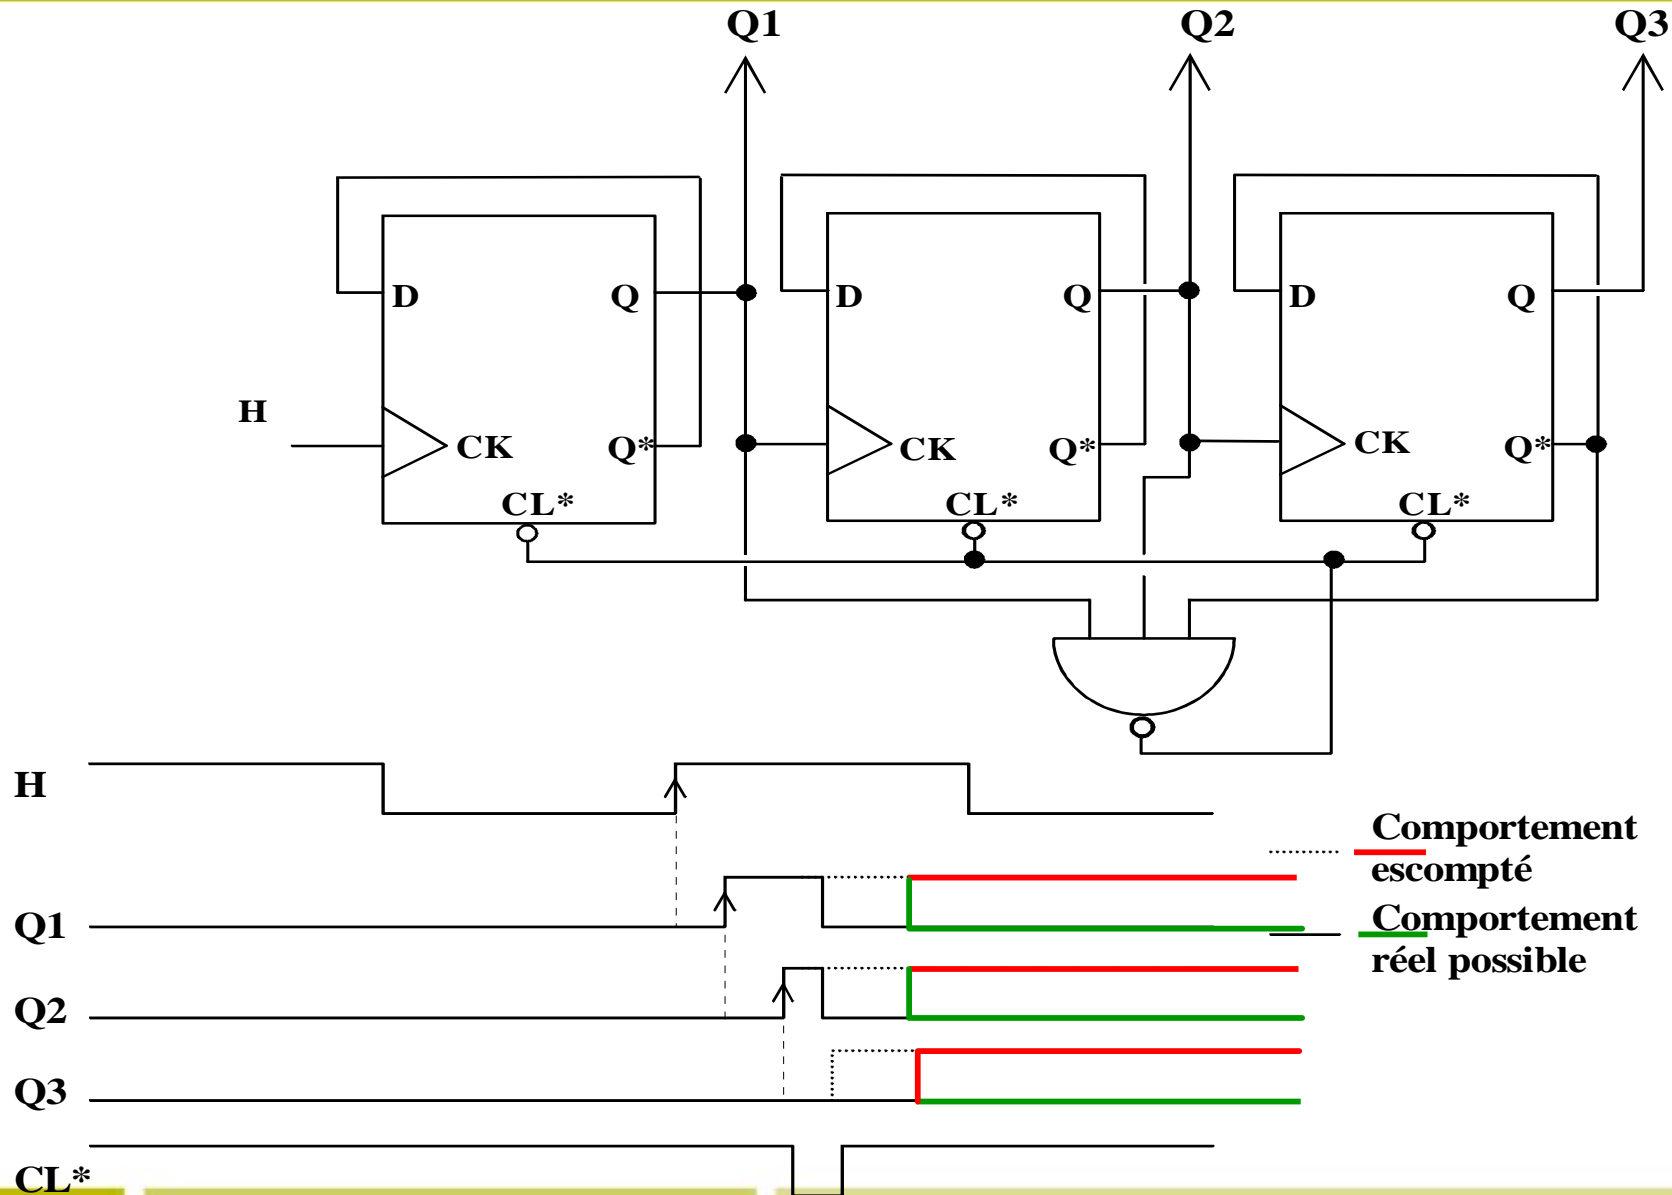 Q1 Q2 Q3
D Q D Q D Q
H
CK Q* CK Q* CK Q*
CL* CL* CL*
H
Comportement
escompté
Q1
Comportement
réel possible
Q2
Q3
CL*